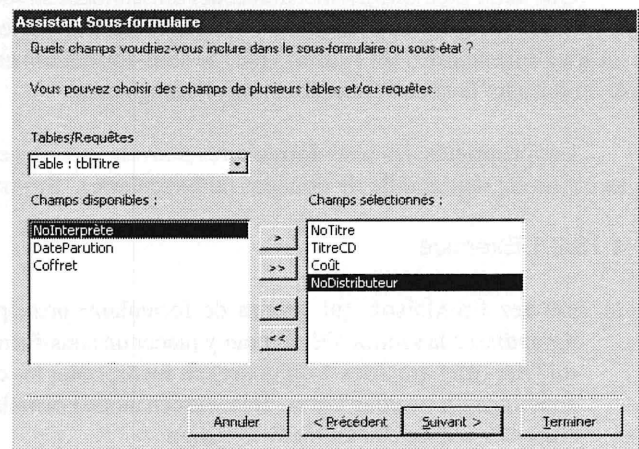 Assistant Sous-formulaire
Quels champs voudriez-vous inclure dans le sous-formulaire ou sous-état ?
Vous pouvez choisir des champs de plusieurs tables et/ou requêtes.
Tables/Requêtes
Table : tblTitre
Champs disponibles :
Champs sélectionnés :
NoInterprète
DateParution
Coffret
>
>>
<
<<
NoTitre
TitreCD
Coût
NoDistributeur
Annuler
< Précédent
Suivant >
Terminer